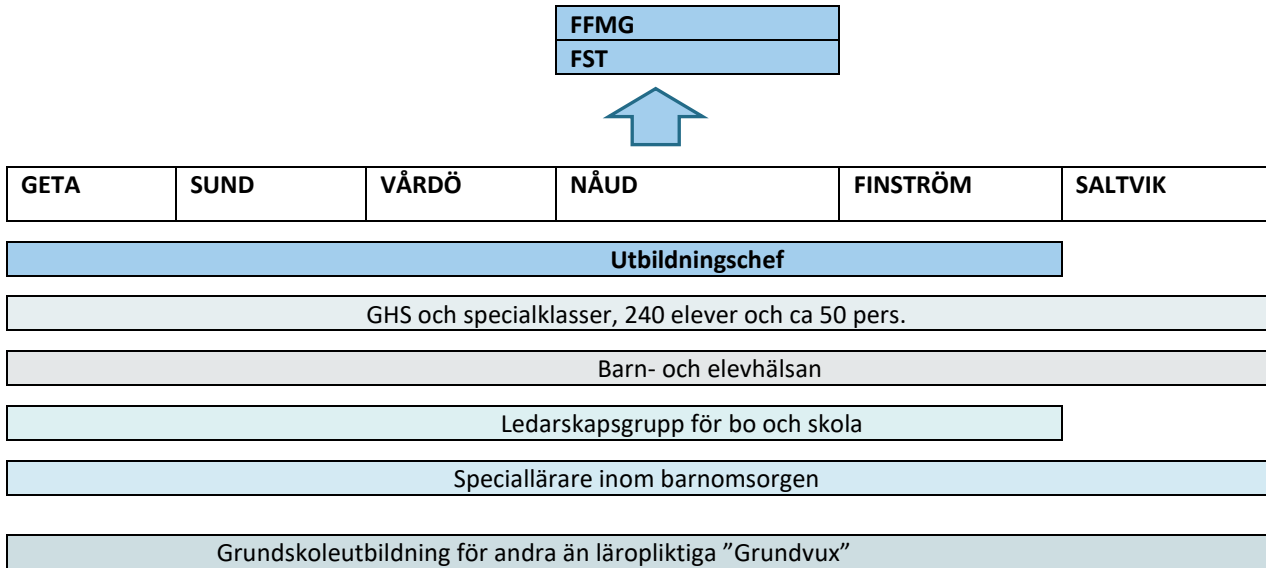 FFMG
FST
GETA SUND VÅRDÖ NÅUD FINSTRÖM SALTVIK
Utbildningschef
GHS och specialklasser, 240 elever och ca 50 pers.
Barn- och elevhälsan
Ledarskapsgrupp för bo och skola
Speciallärare inom barnomsorgen
Grundskoleutbildning för andra än läropliktiga ”Grundvux”